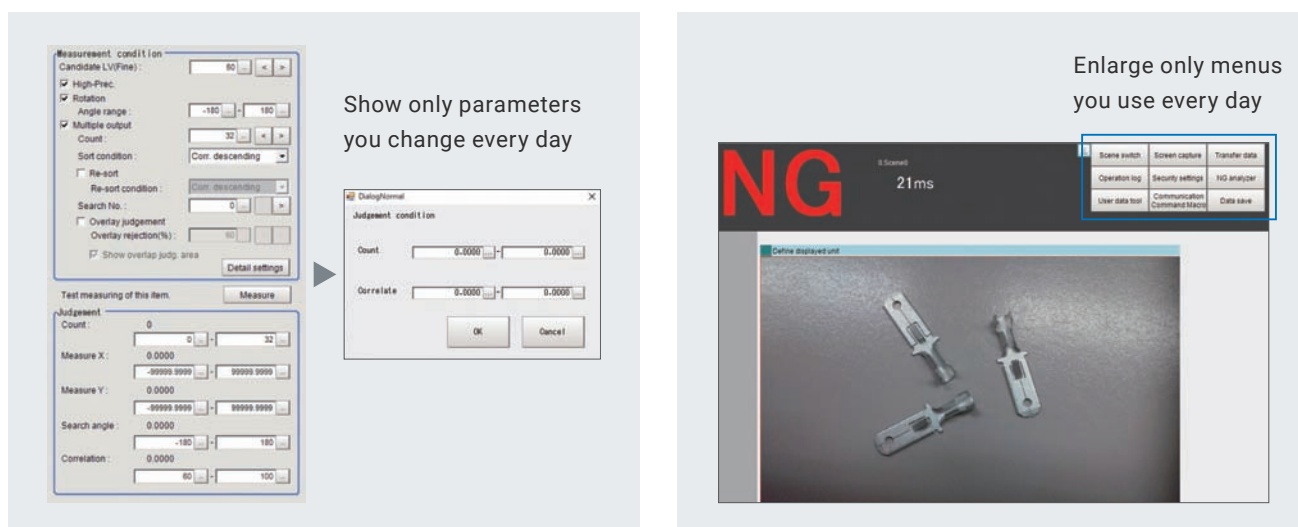 Measurement condition
Candidate LV(Fine) : 60 ... < >
High-Prec.
Rotation
Angle range : -180 ... - 180 ...
Multiple output
Count : 32 ... < >
Sort condition : Corr. descending
Re-sort
Re-sort condition : Corr. descending
Search No. : 0 ... >
Overlay judgement
Overlay rejection(%) : 60
Show overlap judg. area
Detail settings
Test measuring of this item. Measure
Judgement
Count : 0
0 ... - 32 ...
Measure X : 0.0000
-99999.9999 ... - 99999.9999 ...
Measure Y : 0.0000
-99999.9999 ... - 99999.9999 ...
Search angle : 0.0000
-180 ... - 180 ...
Correlation : 0.0000
60 ... - 100 ...
Show only parameters
you change every day
DialogNormal X
Judgment condition
Count 0.0000 ... - 0.0000 ...
Correlate 0.0000 ... - 0.0000 ...
OK Cancel
Enlarge only menus
you use every day
NG
0.Scene0
21ms
Scene switch Screen capture Transfer data
Operation log Security settings NG analyzer
User data tool Communication Command Macro Data save
Define displayed unit